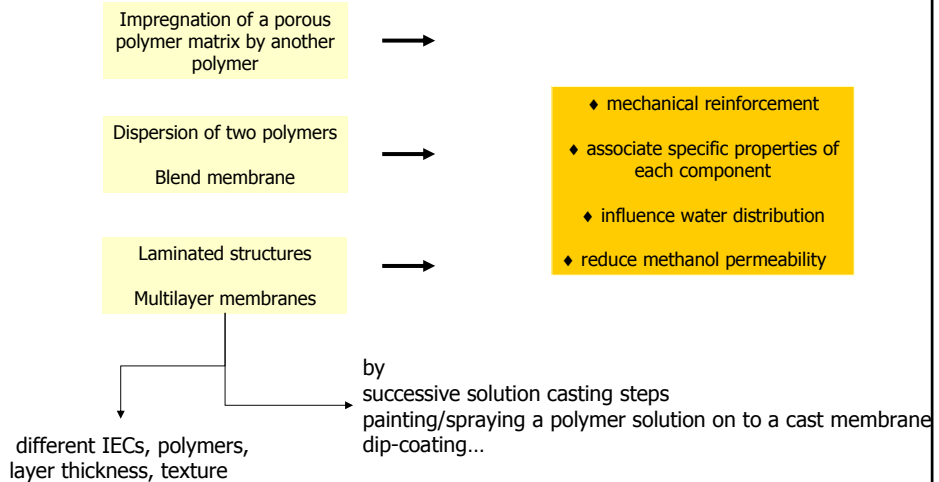 Impregnation of a porous
polymer matrix by another
polymer
Dispersion of two polymers
Blend membrane
Laminated structures
Multilayer membranes
♦ mechanical reinforcement
♦ associate specific properties of
each component
♦ influence water distribution
♦ reduce methanol permeability
by
successive solution casting steps
painting/spraying a polymer solution on to a cast membrane
dip-coating…
different IECs, polymers,
layer thickness, texture